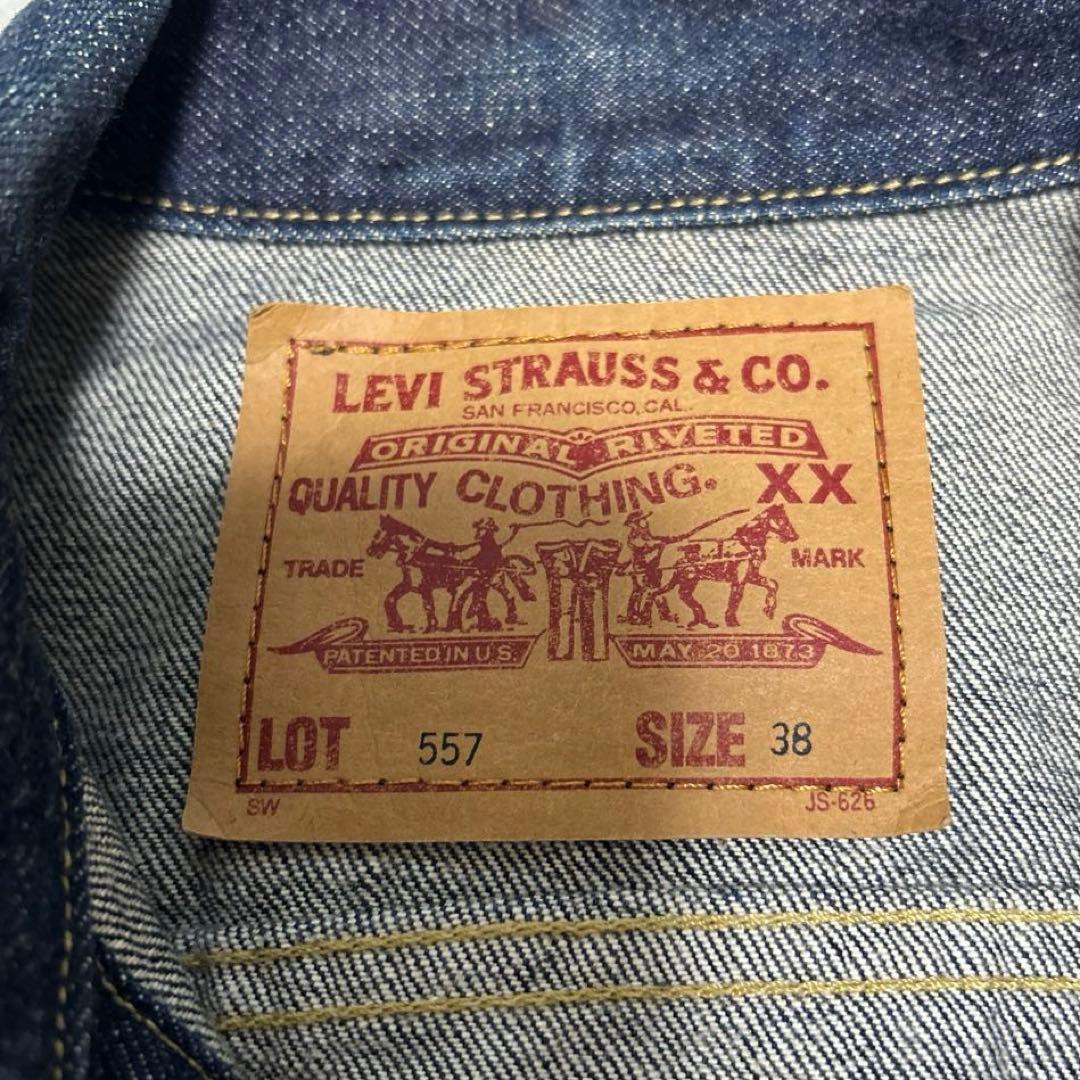 LEVI STRAUSS & CO.
SAN FRANCISCO, CAL.
ORIGINAL RIVETED
QUALITY CLOTHING. XX
TRADE MARK
PATENTED IN U.S. MAY 20 1873
LOT 557 SIZE 38
SW JS-626